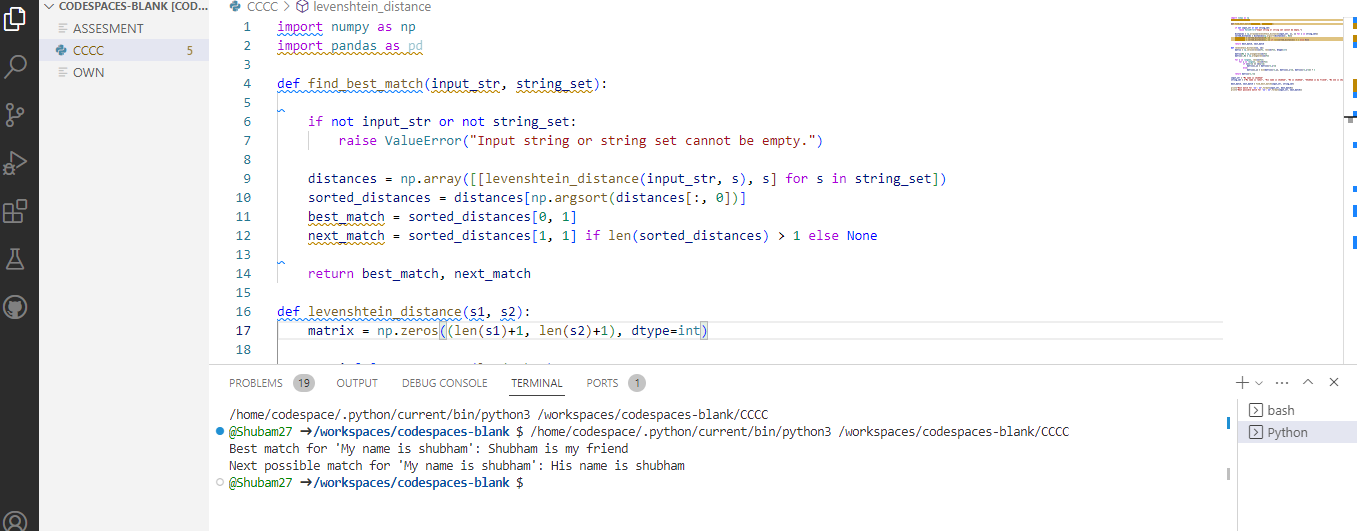 CODESPACES-BLANK [COD...
ASSESMENT
CCCC 5
OWN
CCCC > levenshtein_distance
1 import numpy as np
2 import pandas as pd
3
4 def find_best_match(input_str, string_set):
5
6 if not input_str or not string_set:
7 raise ValueError("Input string or string set cannot be empty.")
8
9 distances = np.array([[levenshtein_distance(input_str, s), s] for s in string_set])
10 sorted_distances = distances[np.argsort(distances[:, 0])]
11 best_match = sorted_distances[0, 1]
12 next_match = sorted_distances[1, 1] if len(sorted_distances) > 1 else None
13
14 return best_match, next_match
15
16 def levenshtein_distance(s1, s2):
17 matrix = np.zeros((len(s1)+1, len(s2)+1), dtype=int)
18
PROBLEMS 19 OUTPUT DEBUG CONSOLE TERMINAL PORTS 1
/home/codespace/.python/current/bin/python3 /workspaces/codespaces-blank/CCCC
@Shubam27 →/workspaces/codespaces-blank $ /home/codespace/.python/current/bin/python3 /workspaces/codespaces-blank/CCCC
Best match for 'My name is shubham': Shubham is my friend
Next possible match for 'My name is shubham': His name is shubham
@Shubam27 →/workspaces/codespaces-blank $
bash
Python